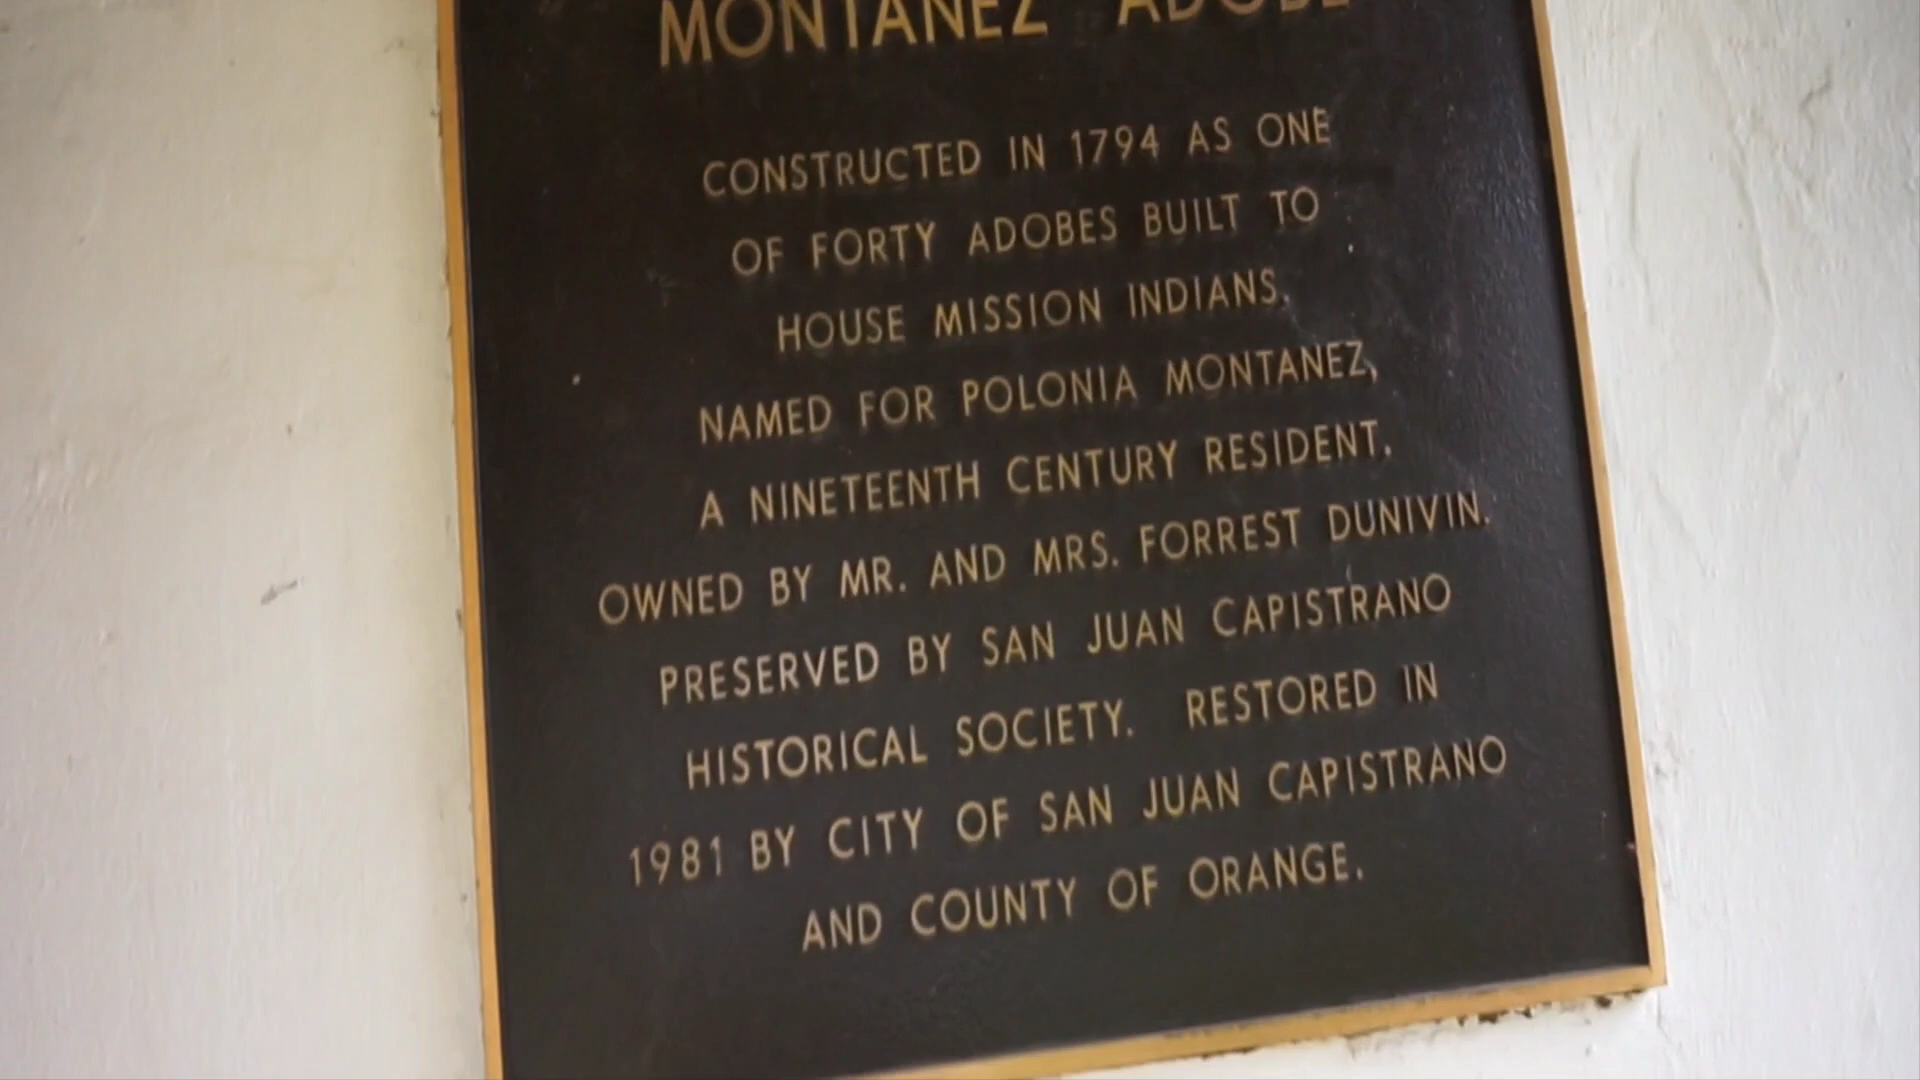 MONTANEZ ADOBE
CONSTRUCTED IN 1794 AS ONE
OF FORTY ADOBES BUILT TO
HOUSE MISSION INDIANS.
NAMED FOR POLONIA MONTANEZ,
A NINETEENTH CENTURY RESIDENT.
OWNED BY MR. AND MRS. FORREST DUNIVIN.
PRESERVED BY SAN JUAN CAPISTRANO
HISTORICAL SOCIETY. RESTORED IN
1981 BY CITY OF SAN JUAN CAPISTRANO
AND COUNTY OF ORANGE.